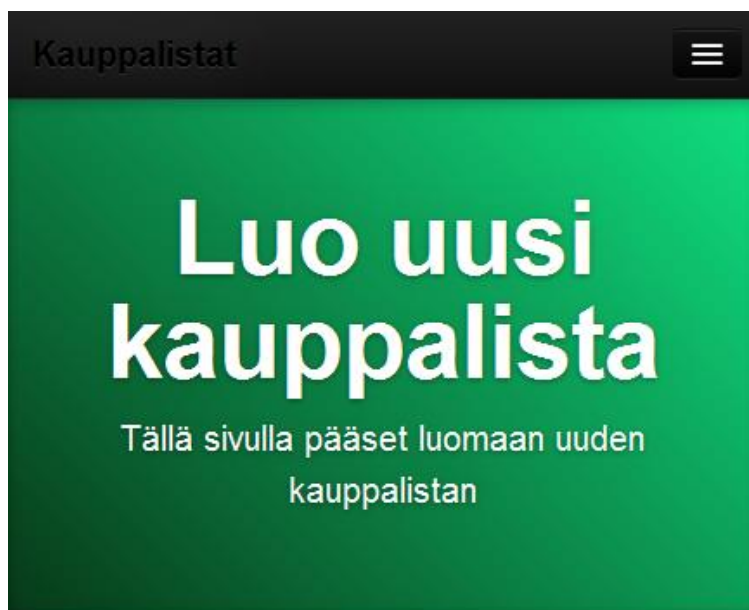 Kauppalistat
Luo uusi
kauppalista
Tällä sivulla pääset luomaan uuden
kauppalistan